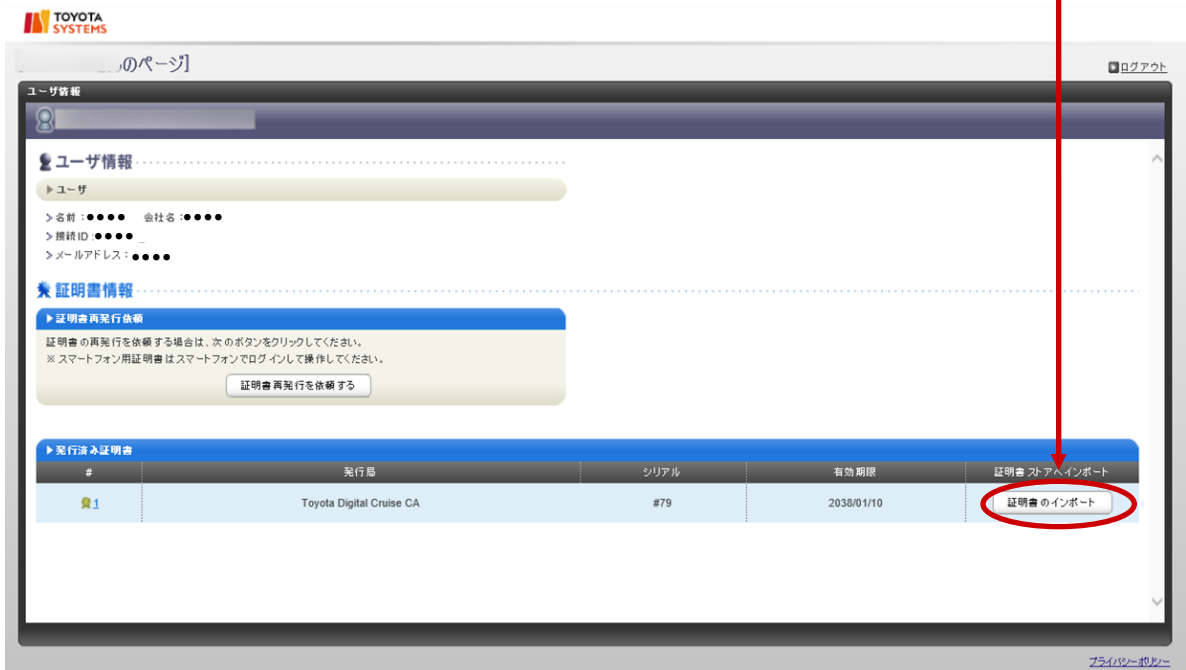 TOYOTA
SYSTEMS
のページ]
ログアウト
ユーザ情報
ユーザ情報
ユーザ
名前：●●●● 会社名：●●●●
接続ID：●●●● _
メールアドレス：●●●●
証明書情報
証明書再発行依頼
証明書の再発行を依頼する場合は、次のボタンをクリックしてください。
※ スマートフォン用証明書はスマートフォンでログインして操作してください。
証明書再発行を依頼する
発行済み証明書
# 発行局 シリアル 有効期限 証明書ストアへインポート
1 Toyota Digital Cruise CA #79 2038/01/10 証明書のインポート
プライバシーポリシー